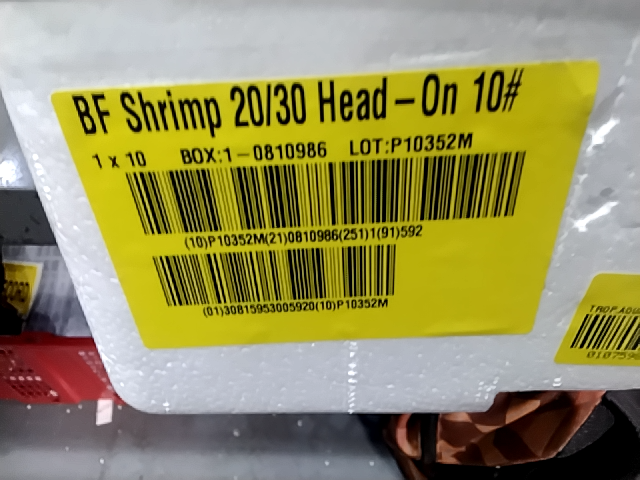 BF Shrimp 20/30 Head-On 10#
1 x 10 BOX:1-0810986 LOT:P10352M
(10)P10352M(21)0810986(251)1(91)592
(01)30815953005920(10)P10352M